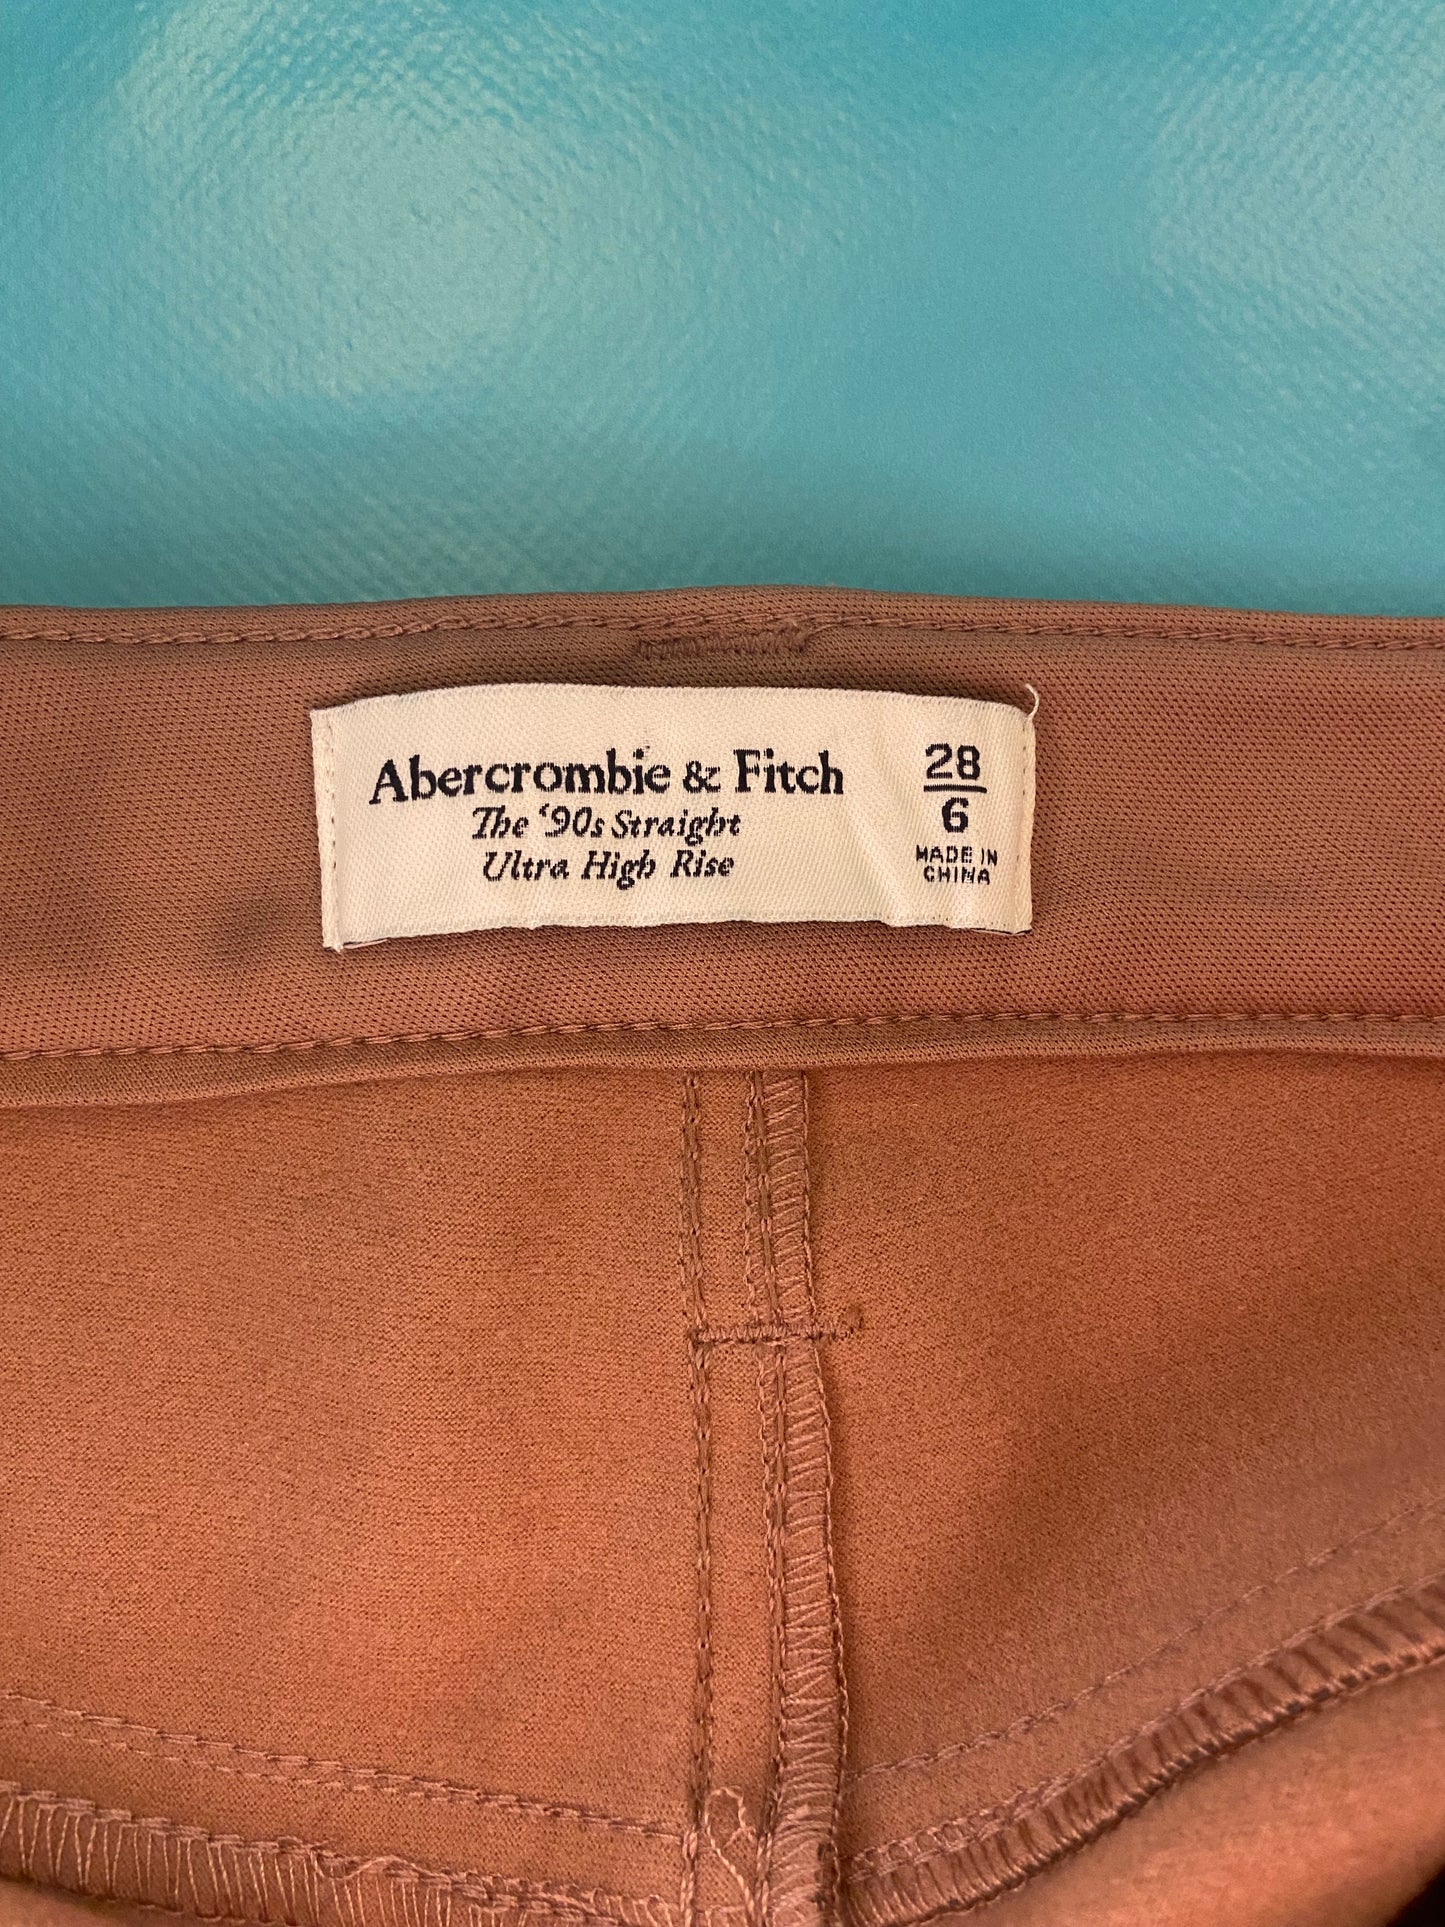 Abercrombie & Fitch
The ‘90s Straight
Ultra High Rise
28
6
MADE IN
CHINA